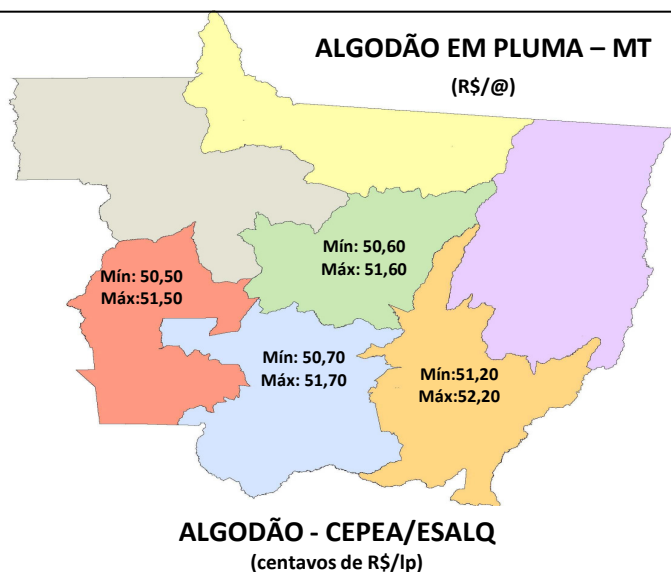 ALGODÃO EM PLUMA – MT
(R$/@)
Mín: 50,60
Máx: 51,60
Mín: 50,50
Máx:51,50
Mín: 50,70
Máx: 51,70
Mín:51,20
Máx:52,20
ALGODÃO - CEPEA/ESALQ
(centavos de R$/lp)